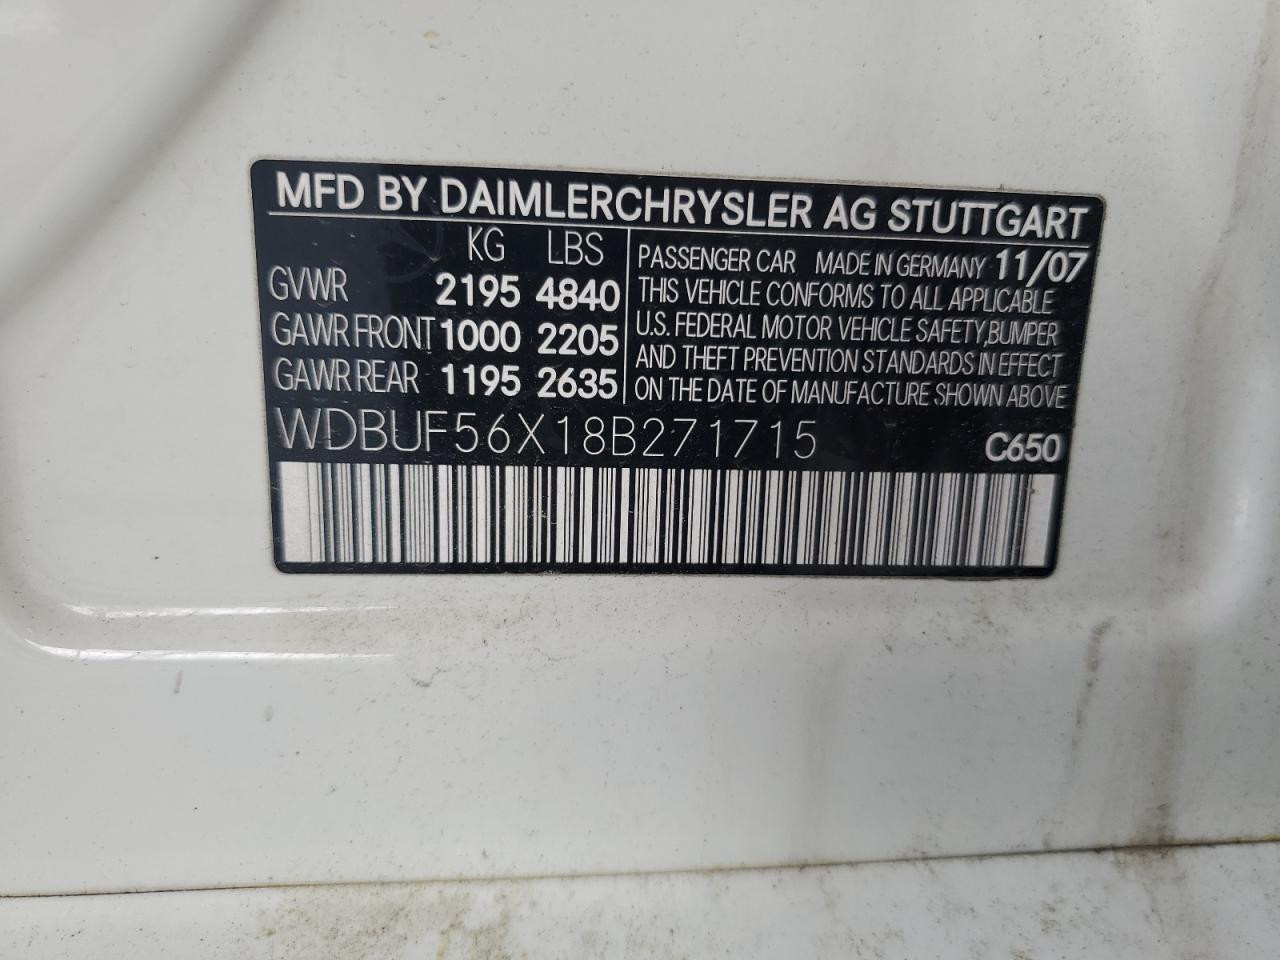 MFD BY DAIMLERCHRYSLER AG STUTTGART
KG LBS
GVWR 2195 4840
GAWR FRONT 1000 2205
GAWR REAR 1195 2635
PASSENGER CAR MADE IN GERMANY 11/07
THIS VEHICLE CONFORMS TO ALL APPLICABLE
U.S. FEDERAL MOTOR VEHICLE SAFETY,BUMPER
AND THEFT PREVENTION STANDARDS IN EFFECT
ON THE DATE OF MANUFACTURE SHOWN ABOVE
WDBUF56X18B271715 C650